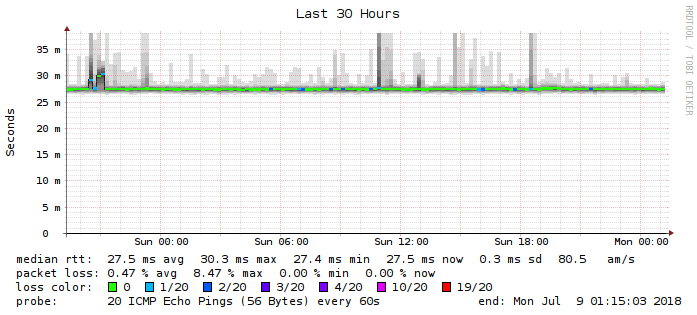 Last 30 Hours
RRDTOOL / TOBI OETIKER
Seconds
35 m
30 m
25 m
20 m
15 m
10 m
5 m
0
Sun 00:00 Sun 06:00 Sun 12:00 Sun 18:00 Mon 00:00
median rtt: 27.5 ms avg 30.3 ms max 27.4 ms min 27.5 ms now 0.3 ms sd 80.5 am/s
packet loss: 0.47 % avg 8.47 % max 0.00 % min 0.00 % now
loss color: 0 1/20 2/20 3/20 4/20 10/20 19/20
probe: 20 ICMP Echo Pings (56 Bytes) every 60s end: Mon Jul 9 01:15:03 2018